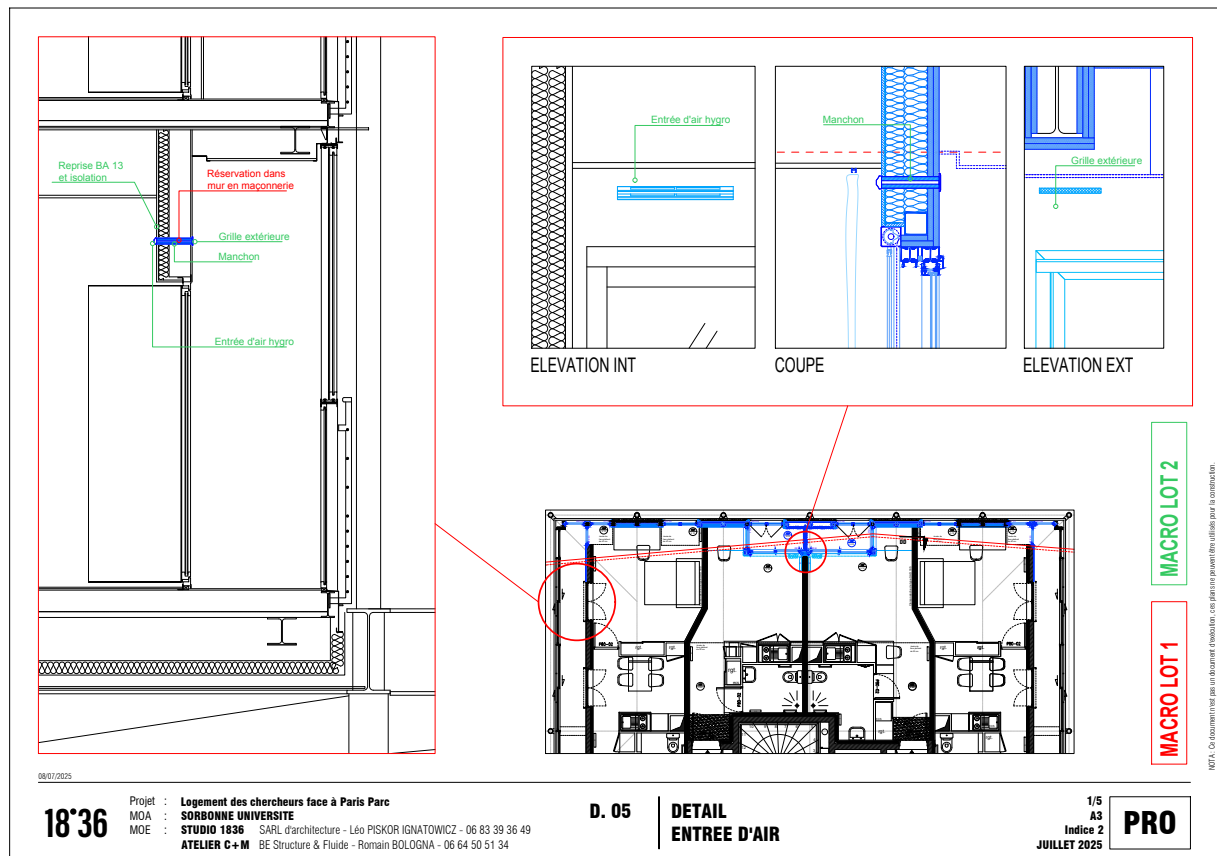 Reprise BA 13
et isolation
Réservation dans
mur en maçonnerie
Grille extérieure
Manchon
Entrée d'air hygro
Entrée d'air hygro
Manchon
Grille extérieure
ELEVATION INT
COUPE
ELEVATION EXT
MACRO LOT 2
MACRO LOT 1
NOTA : Ce document n'est pas un document d'exécution, ces plans ne peuvent être utilisés pour la construction.
08/07/2025
18°36
Projet : Logement des chercheurs face à Paris Parc
MOA : SORBONNE UNIVERSITE
MOE : STUDIO 1836 SARL d'architecture - Léo PISKOR IGNATOWICZ - 06 83 39 36 49
ATELIER C+M BE Structure & Fluide - Romain BOLOGNA - 06 64 50 51 34
D. 05
DETAIL
ENTREE D'AIR
1/5
A3
Indice 2
JUILLET 2025
PRO